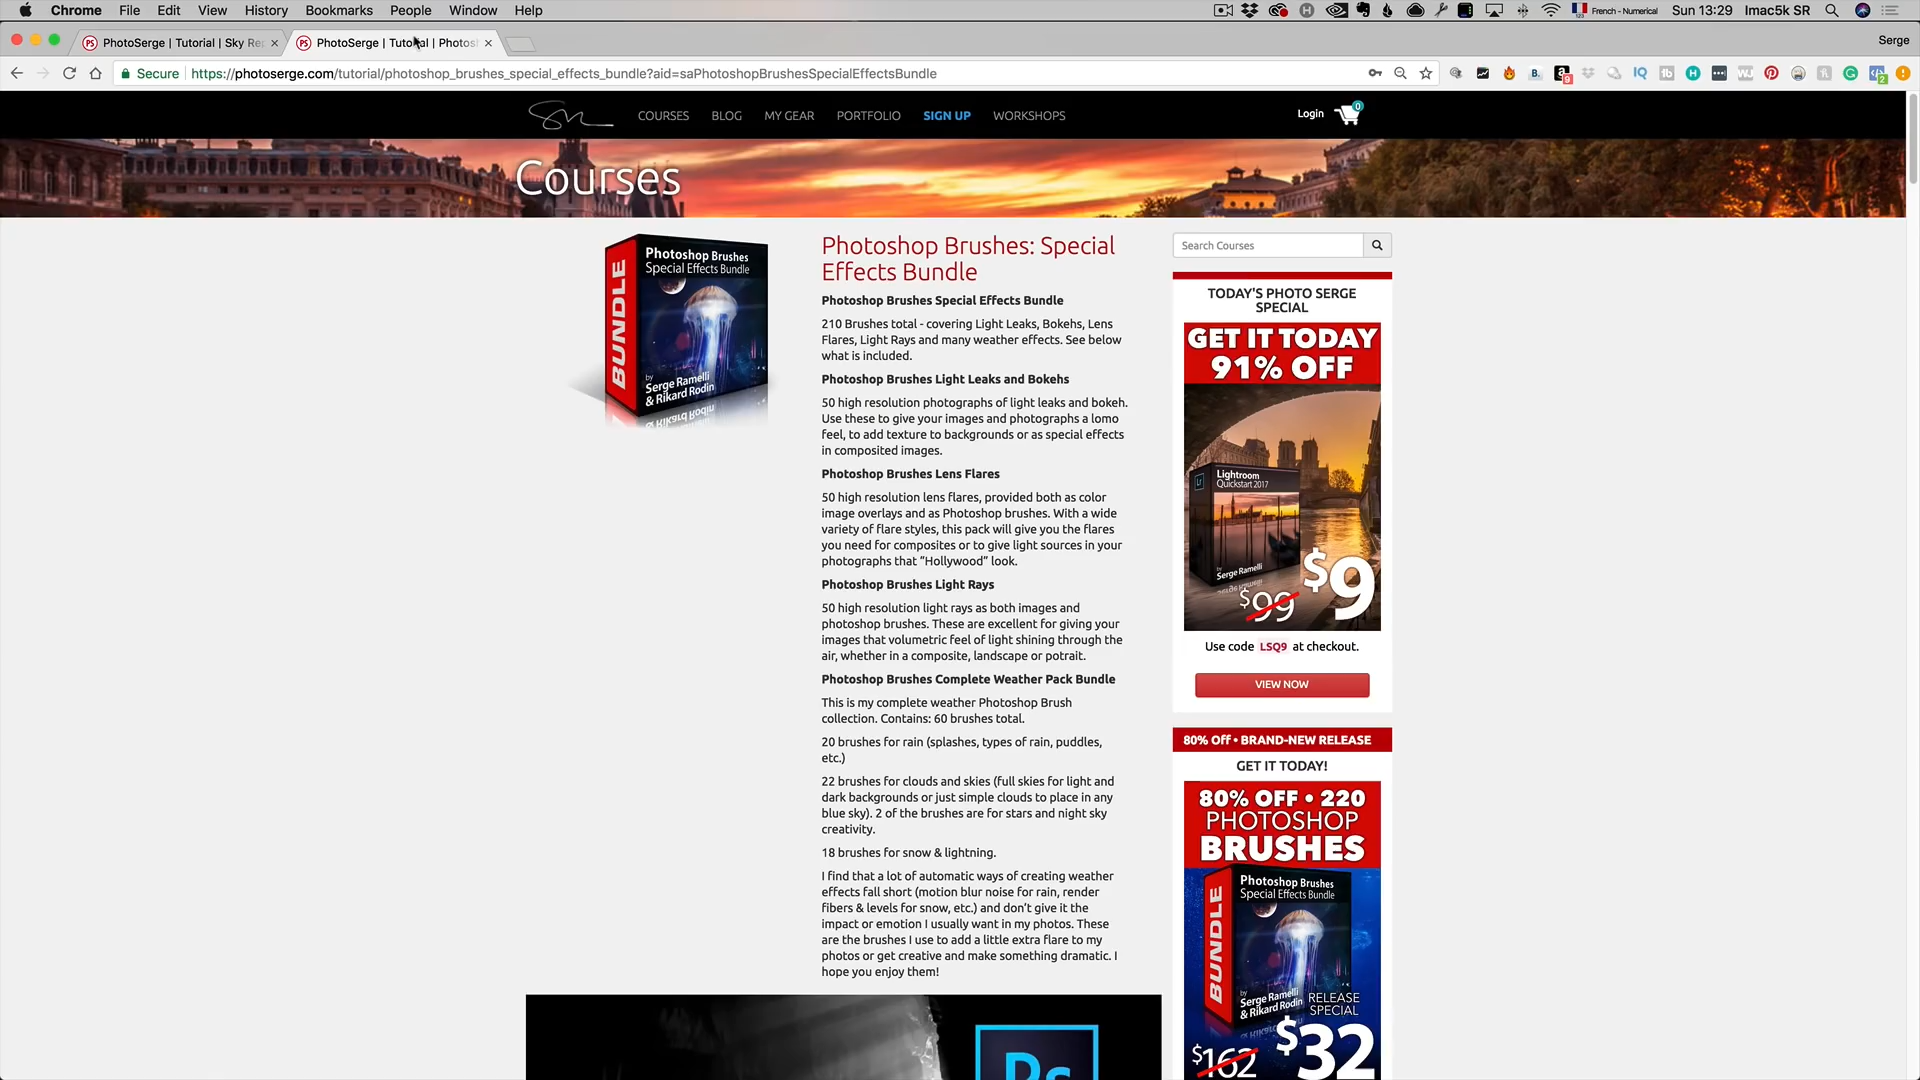 Chrome File Edit View History Bookmarks People Window Help
French - Numerical Sun 13:29 Imac5k SR
PhotoSerge | Tutorial | Sky Re
PhotoSerge | Tutorial | Photos
Serge
Secure https://photoserge.com/tutorial/photoshop_brushes_special_effects_bundle?aid=saPhotoshopBrushesSpecialEffectsBundle
COURSES BLOG MY GEAR PORTFOLIO SIGN UP WORKSHOPS
Login 0
Courses
BUNDLE
Photoshop Brushes
Special Effects Bundle
by
Serge Ramelli
& Rikard Rodin
Photoshop Brushes: Special
Effects Bundle
Photoshop Brushes Special Effects Bundle
210 Brushes total - covering Light Leaks, Bokehs, Lens
Flares, Light Rays and many weather effects. See below
what is included.
Photoshop Brushes Light Leaks and Bokehs
50 high resolution photographs of light leaks and bokeh.
Use these to give your images and photographs a lomo
feel, to add texture to backgrounds or as special effects
in composited images.
Photoshop Brushes Lens Flares
50 high resolution lens flares, provided both as color
image overlays and as Photoshop brushes. With a wide
variety of flare styles, this pack will give you the flares
you need for composites or to give light sources in your
photographs that "Hollywood" look.
Photoshop Brushes Light Rays
50 high resolution light rays as both images and
photoshop brushes. These are excellent for giving your
images that volumetric feel of light shining through the
air, whether in a composite, landscape or potrait.
Photoshop Brushes Complete Weather Pack Bundle
This is my complete weather Photoshop Brush
collection. Contains: 60 brushes total.
20 brushes for rain (splashes, types of rain, puddles,
etc.)
22 brushes for clouds and skies (full skies for light and
dark backgrounds or just simple clouds to place in any
blue sky). 2 of the brushes are for stars and night sky
creativity.
18 brushes for snow & lightning.
I find that a lot of automatic ways of creating weather
effects fall short (motion blur noise for rain, render
fibers & levels for snow, etc.) and don't give it the
impact or emotion I usually want in my photos. These
are the brushes I use to add a little extra flare to my
photos or get creative and make something dramatic. I
hope you enjoy them!
Ps
Search Courses
TODAY'S PHOTO SERGE
SPECIAL
GET IT TODAY
91% OFF
Lightroom
Quickstart 2017
by
Serge Ramelli
$99
$9
Use code LSQ9 at checkout.
VIEW NOW
80% Off • BRAND-NEW RELEASE
GET IT TODAY!
80% OFF • 220
PHOTOSHOP
BRUSHES
BUNDLE
Photoshop Brushes
Special Effects Bundle
by
Serge Ramelli
& Rikard Rodin
RELEASE
SPECIAL
$162
$32